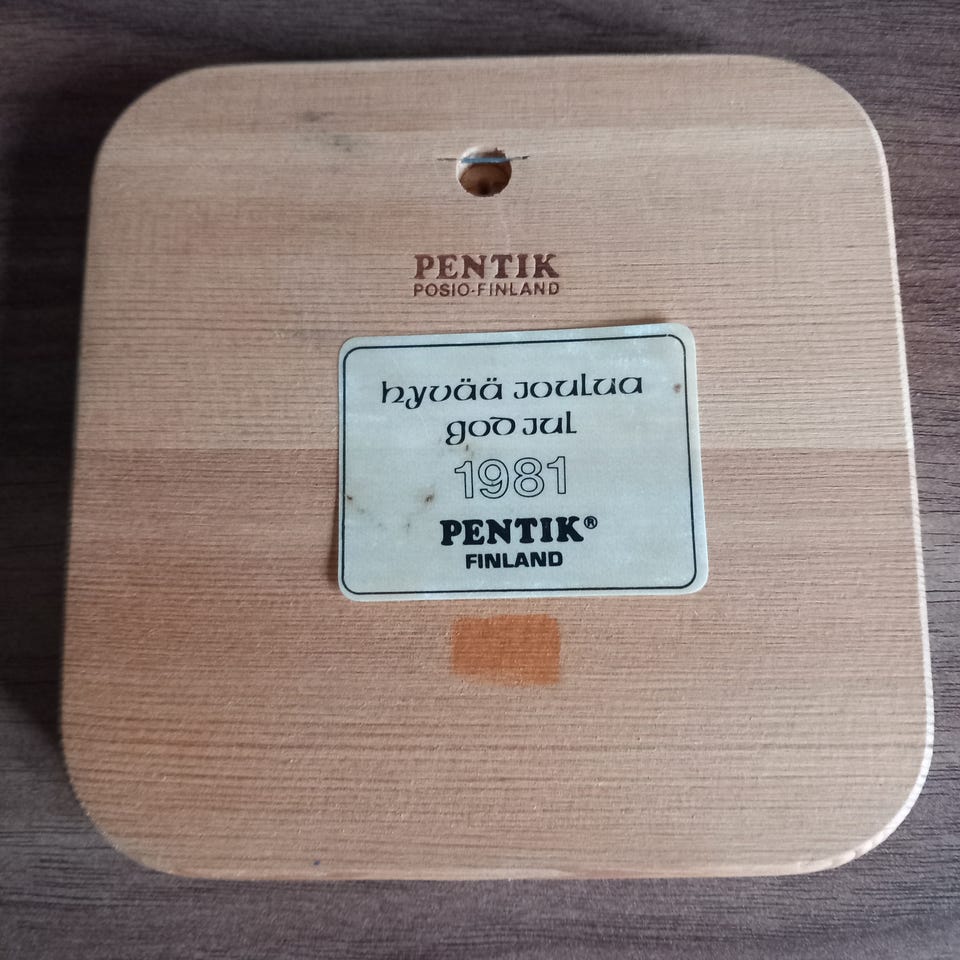 PENTIK
POSIO-FINLAND
hyvää joulua
god jul
1981
PENTIK®
FINLAND